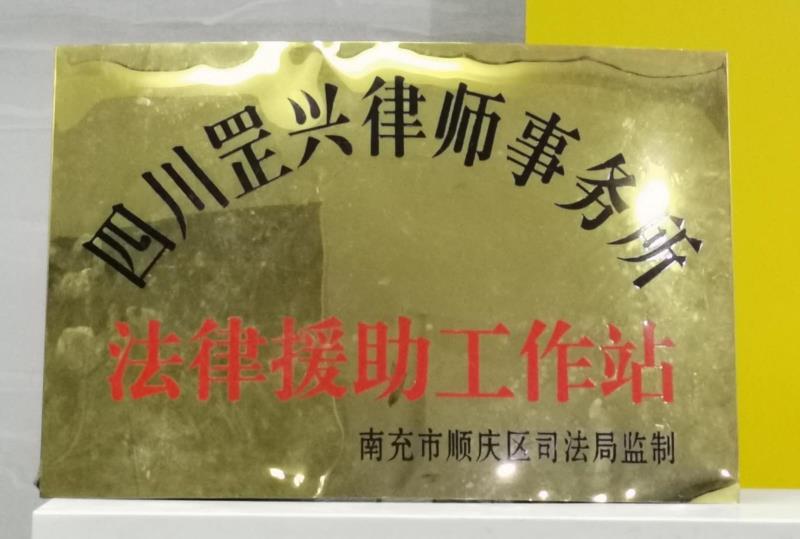 四川罡兴律师事务所
法律援助工作站
南充市顺庆区司法局监制